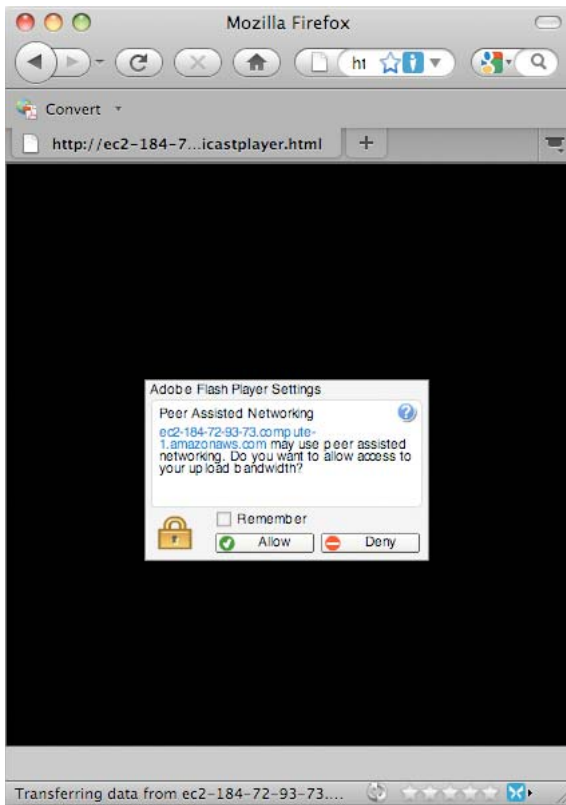 Mozilla Firefox
ht
Convert
http://ec2-184-7...icastplayer.html
Adobe Flash Player Settings
Peer Assisted Networking
ec2-184-72-93-73.compute-
1.amazonaws.com may use peer assisted
networking. Do you want to allow access to
your upload bandwidth?
Remember
Allow
Deny
Transferring data from ec2-184-72-93-73....